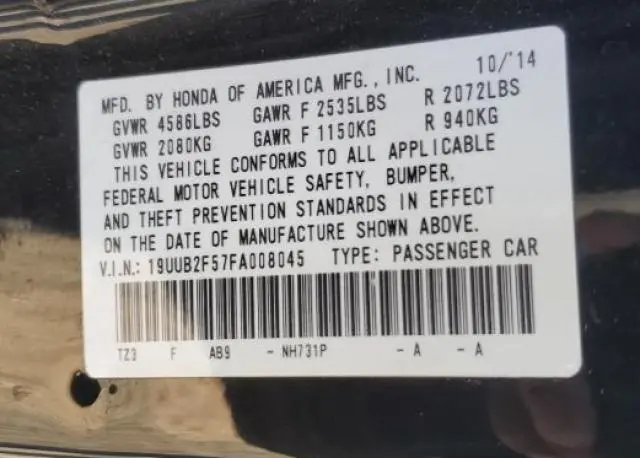 MFD. BY HONDA OF AMERICA MFG., INC. 10/'14
GVWR 4586LBS GAWR F 2535LBS R 2072LBS
GVWR 2080KG GAWR F 1150KG R 940KG
THIS VEHICLE CONFORMS TO ALL APPLICABLE
FEDERAL MOTOR VEHICLE SAFETY, BUMPER,
AND THEFT PREVENTION STANDARDS IN EFFECT
ON THE DATE OF MANUFACTURE SHOWN ABOVE.
V.I.N.: 19UUB2F57FA008045 TYPE: PASSENGER CAR
TZ3 F AB9 - NH731P - A - A